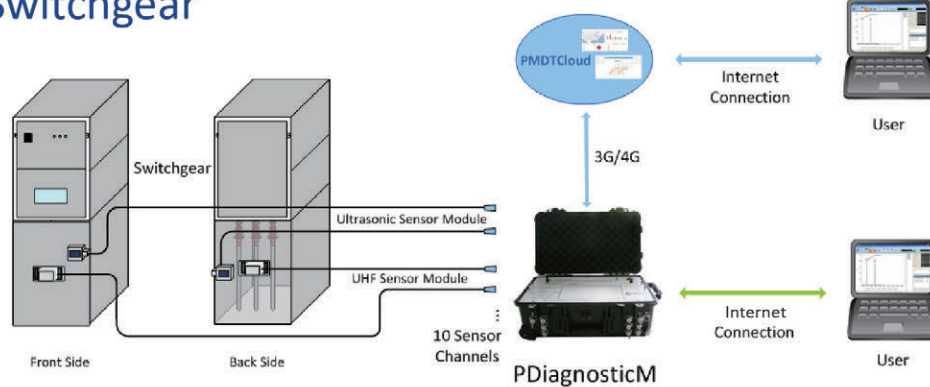 Switchgear
PMDTCloud
Internet
Connection
User
3G/4G
Switchgear
Ultrasonic Sensor Module
UHF Sensor Module
10 Sensor
Channels
Internet
Connection
Front Side
Back Side
PDiagnosticM
User